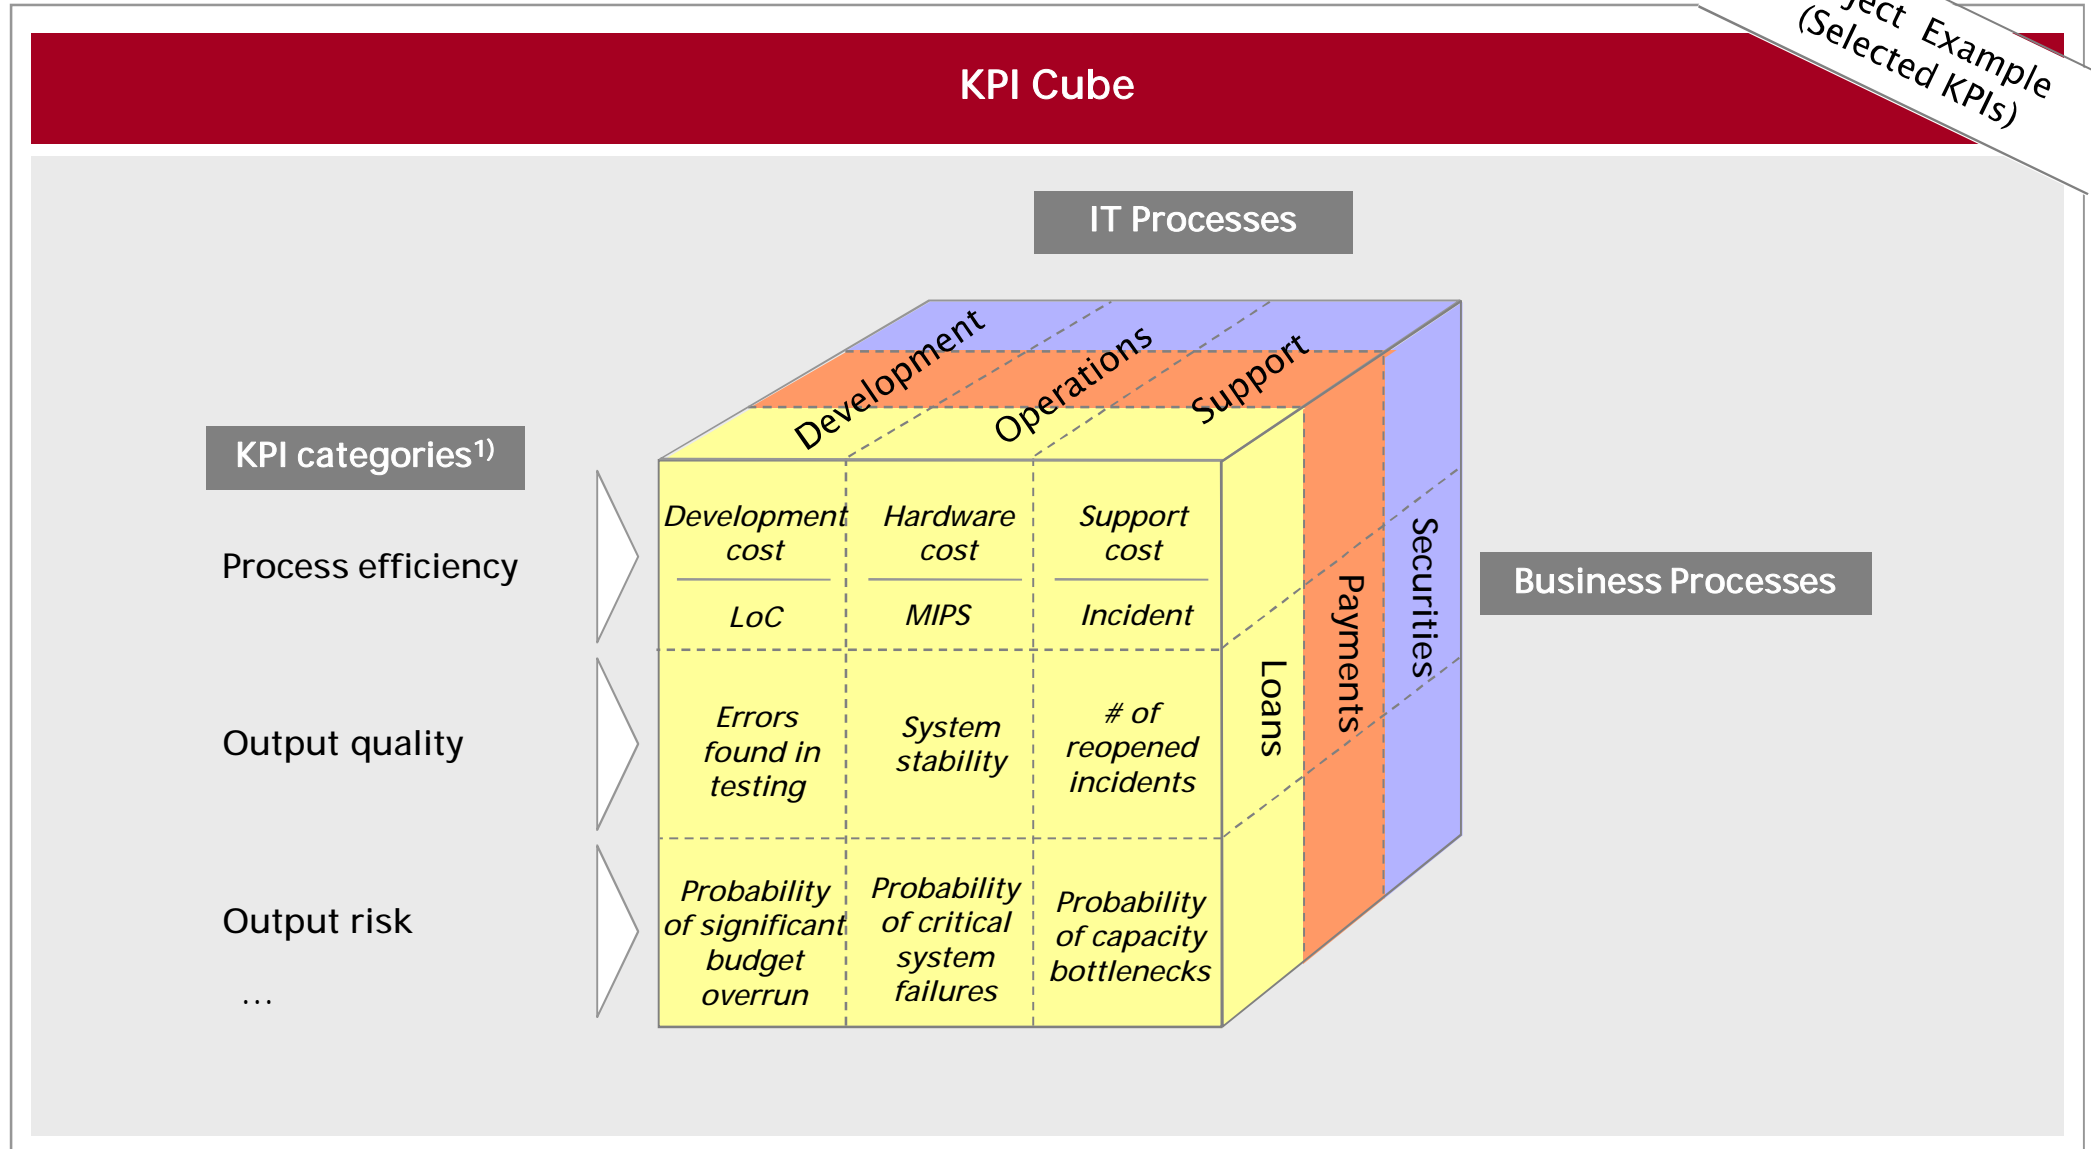 Example
(Selected KPIs)
KPI Cube
IT Processes
Development
Operations
Support
KPI categories¹⁾
Process efficiency
Output quality
Output risk
...
Development
cost
LoC
Hardware
cost
MIPS
Support
cost
Incident
Errors
found in
testing
System
stability
# of
reopened
incidents
Probability
of significant
budget
overrun
Probability
of critical
system
failures
Probability
of capacity
bottlenecks
Loans
Payments
Securities
Business Processes